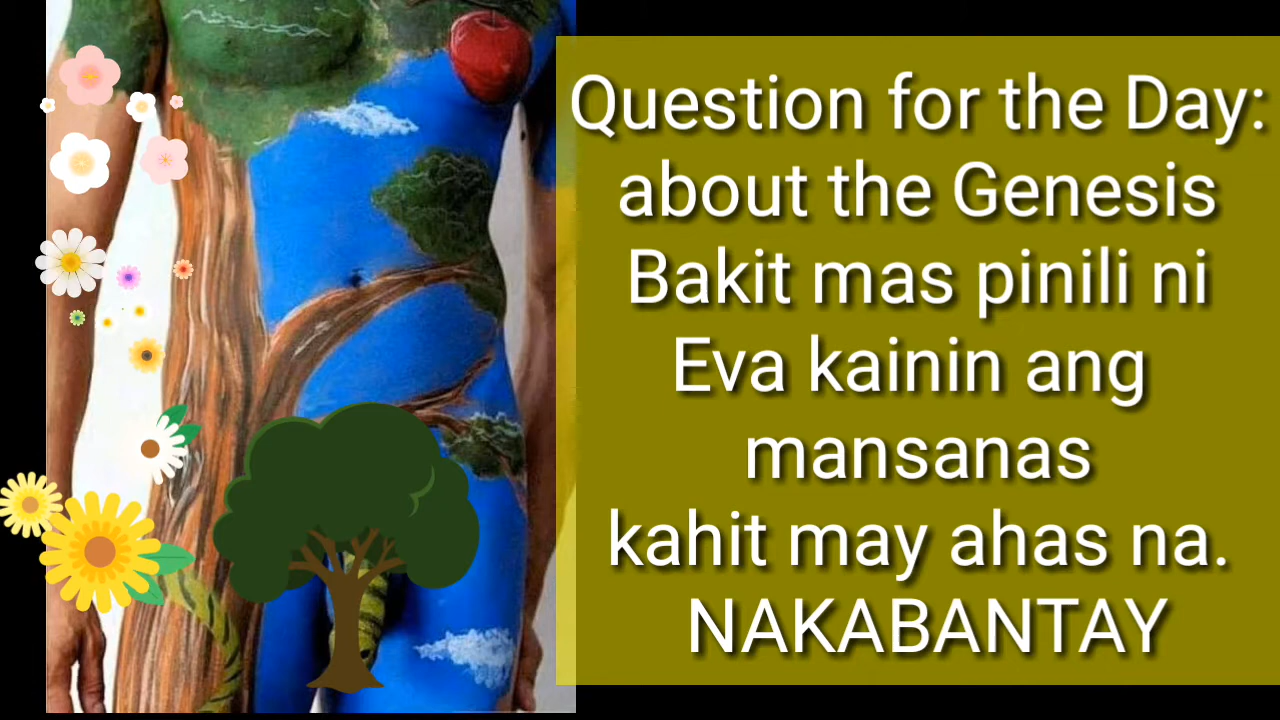 Question for the Day:
about the Genesis
Bakit mas pinili ni
Eva kainin ang
mansanas
kahit may ahas na.
NAKABANTAY